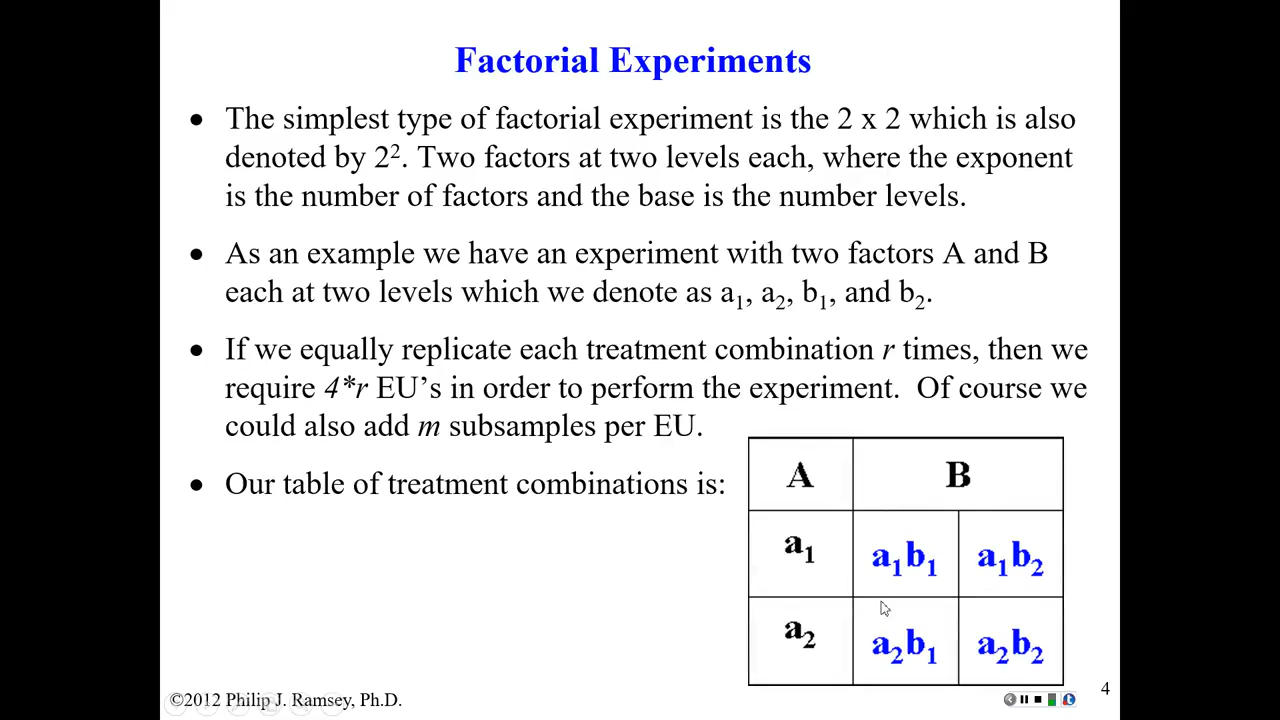 Factorial Experiments
• The simplest type of factorial experiment is the 2 x 2 which is also
denoted by 2². Two factors at two levels each, where the exponent
is the number of factors and the base is the number levels.
• As an example we have an experiment with two factors A and B
each at two levels which we denote as a₁, a₂, b₁, and b₂.
• If we equally replicate each treatment combination r times, then we
require 4*r EU’s in order to perform the experiment.  Of course we
could also add m subsamples per EU.
• Our table of treatment combinations is:
A B
a₁ a₁b₁ a₁b₂
a₂ a₂b₁ a₂b₂
©2012 Philip J. Ramsey, Ph.D.
4